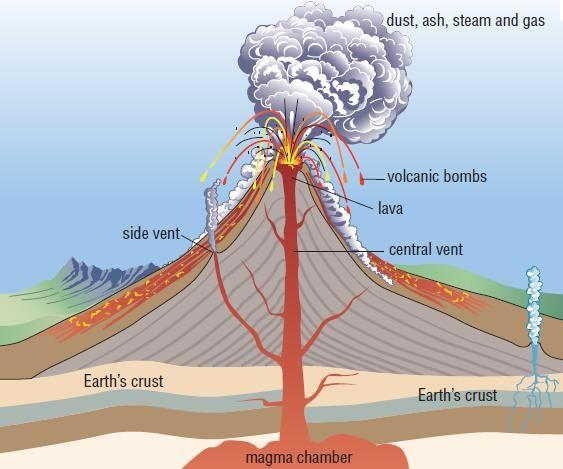 dust, ash, steam and gas
volcanic bombs
lava
side vent
central vent
Earth's crust
Earth's crust
magma chamber